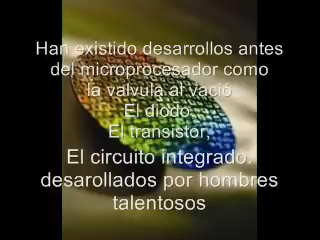 Han existido desarrollos antes
del microprocesador como
la valvula al vació.
El diodo,
El transistor,
El circuito integrado.
desarollados por hombres
talentosos